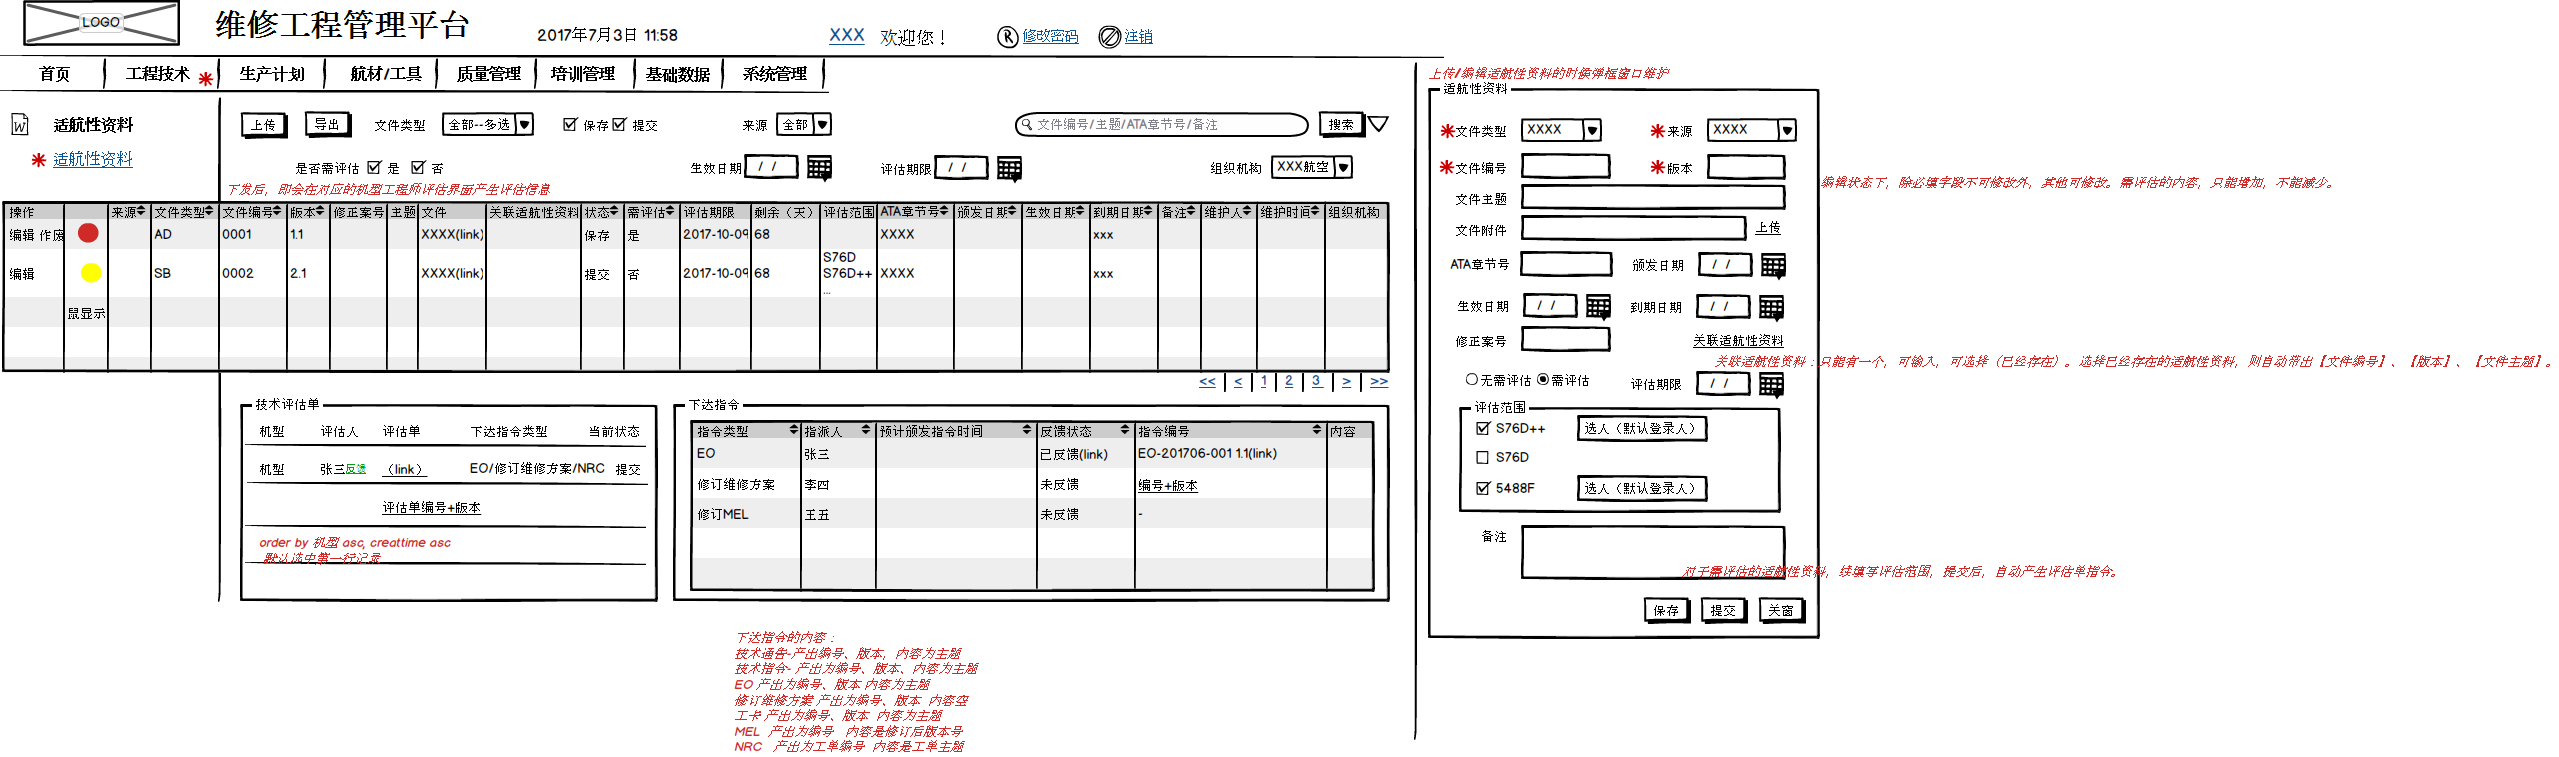 LOGO
维修工程管理平台
2017年7月3日 11:58
XXX 欢迎您！
修改密码 注销
首页 工程技术 生产计划 航材/工具 质量管理 培训管理 基础数据 系统管理
适航性资料
适航性资料
上传 导出 文件类型 全部--多选 保存 提交 来源 全部 文件编号/主题/ATA章节号/备注 搜索
是否需评估 是 否 生效日期 / / 评估期限 / / 组织机构 XXX航空
下发后，即会在对应的机型工程师评估界面产生评估信息
操作 来源 文件类型 文件编号 版本 修正案号 主题 文件 关联适航性资料 状态 需评估 评估期限 剩余（天） 评估范围 ATA章节号 颁发日期 生效日期 到期日期 备注 维护人 维护时间 组织机构
编辑 作废 AD 0001 1.1 XXXX(link) 保存 是 2017-10-09 68 XXXX xxx
S76D
编辑 SB 0002 2.1 XXXX(link) 提交 否 2017-10-09 68 S76D++ XXXX xxx
...
鼠显示
<< | < | 1 | 2 | 3 | > | >>
技术评估单
机型 评估人 评估单 下达指令类型 当前状态
机型 张三反馈 （link） EO/修订维修方案/NRC 提交
评估单编号+版本
order by 机型 asc, creattime asc
默认选中第一行记录
下达指令
指令类型 指派人 预计颁发指令时间 反馈状态 指令编号 内容
EO 张三 已反馈(link) EO-201706-001 1.1(link)
修订维修方案 李四 未反馈 编号+版本
修订MEL 王五 未反馈 -
下达指令的内容：
技术通告-产出编号、版本，内容为主题
技术指令- 产出为编号、版本、内容为主题
EO 产出为编号、版本 内容为主题
修订维修方案 产出为编号、版本 内容空
工卡 产出为编号、版本 内容为主题
MEL 产出为编号 内容是修订后版本号
NRC 产出为工单编号 内容是工单主题
上传/编辑适航性资料的时候弹框窗口维护
适航性资料
文件类型 XXXX 来源 XXXX
文件编号 版本
编辑状态下，除必填字段不可修改外，其他可修改。需评估的内容，只能增加，不能减少。
文件主题
文件附件 上传
ATA章节号 颁发日期 / /
生效日期 / / 到期日期 / /
修正案号 关联适航性资料
关联适航性资料：只能有一个，可输入，可选择（已经存在）。选择已经存在的适航性资料，则自动带出【文件编号】、【版本】、【文件主题】。
无需评估 需评估 评估期限 / /
评估范围
S76D++ 选人（默认登录人）
S76D
5488F 选人（默认登录人）
备注
对于需评估的适航性资料，续填写评估范围，提交后，自动产生评估单指令。
保存 提交 关窗